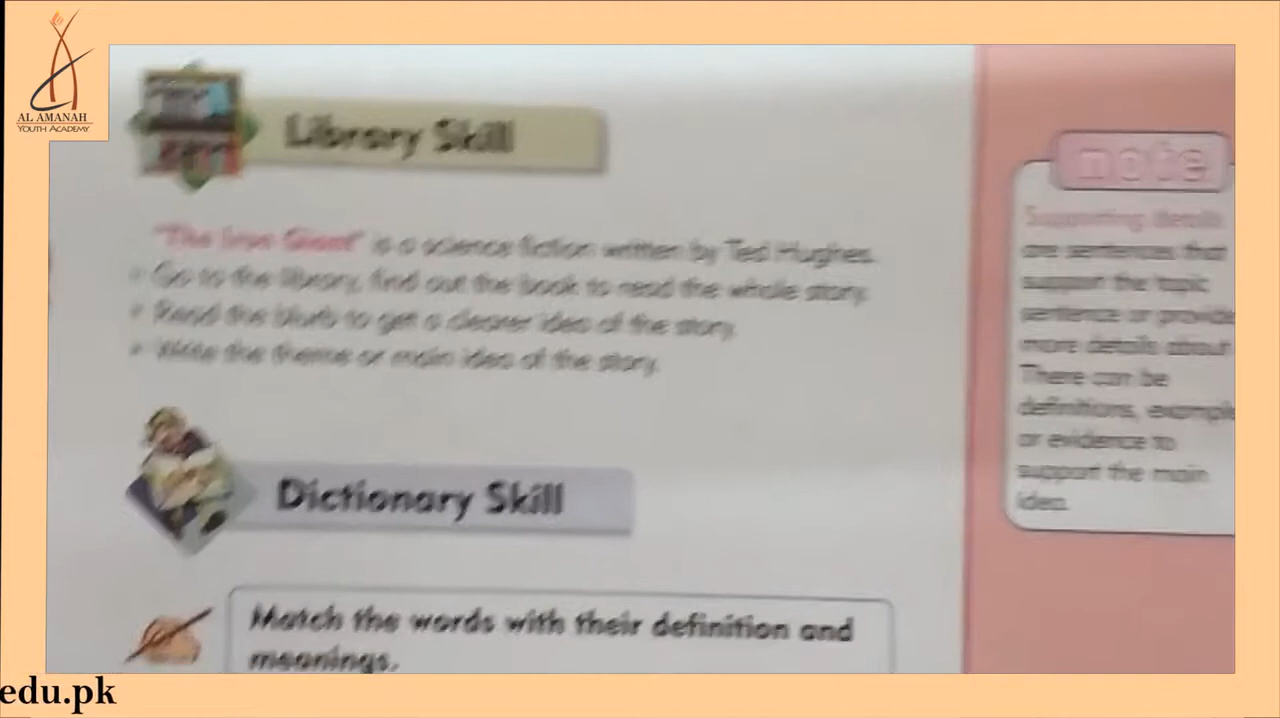 AL AMANAH
YOUTH ACADEMY
Library Skill
"The Iron Giant" is a science fiction written by Ted Hughes.
Go to the library, find out the book to read the whole story.
Read the blurb to get a clearer idea of the story.
Write the theme or main idea of the story.
Dictionary Skill
Match the words with their definition and
meanings.
note
Supporting details
are sentences that
support the topic
sentence or provide
more details about
There can be
definitions, exampl
or evidence to
support the main
idea.
edu.pk